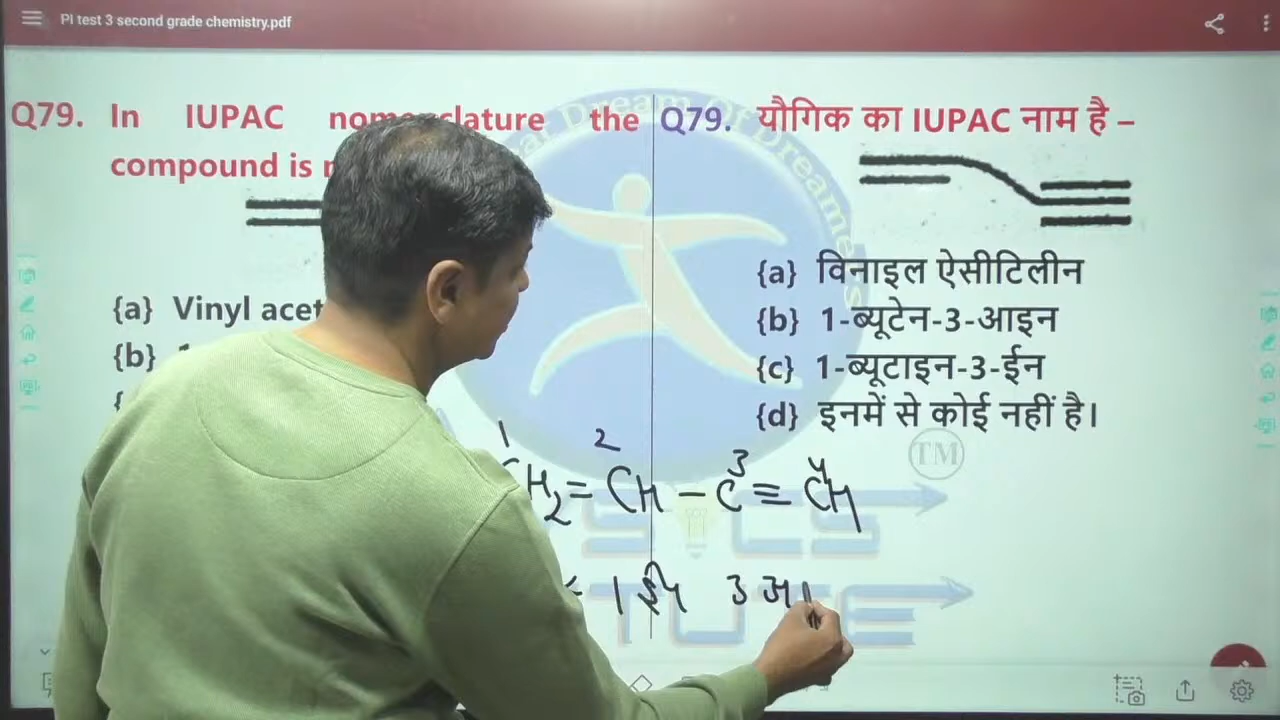 PI test 3 second grade chemistry.pdf
Q79. In IUPAC nomenclature the
compound is
{a} Vinyl acet
{b} 1
Q79. यौगिक का IUPAC नाम है –
{a} विनाइल ऐसीटिलीन
{b} 1-ब्यूटेन-3-आइन
{c} 1-ब्यूटाइन-3-ईन
{d} इनमें से कोई नहीं है।
TM
1 2 3 4
CH2 = CH – C ≡ CH
1 ईन 3